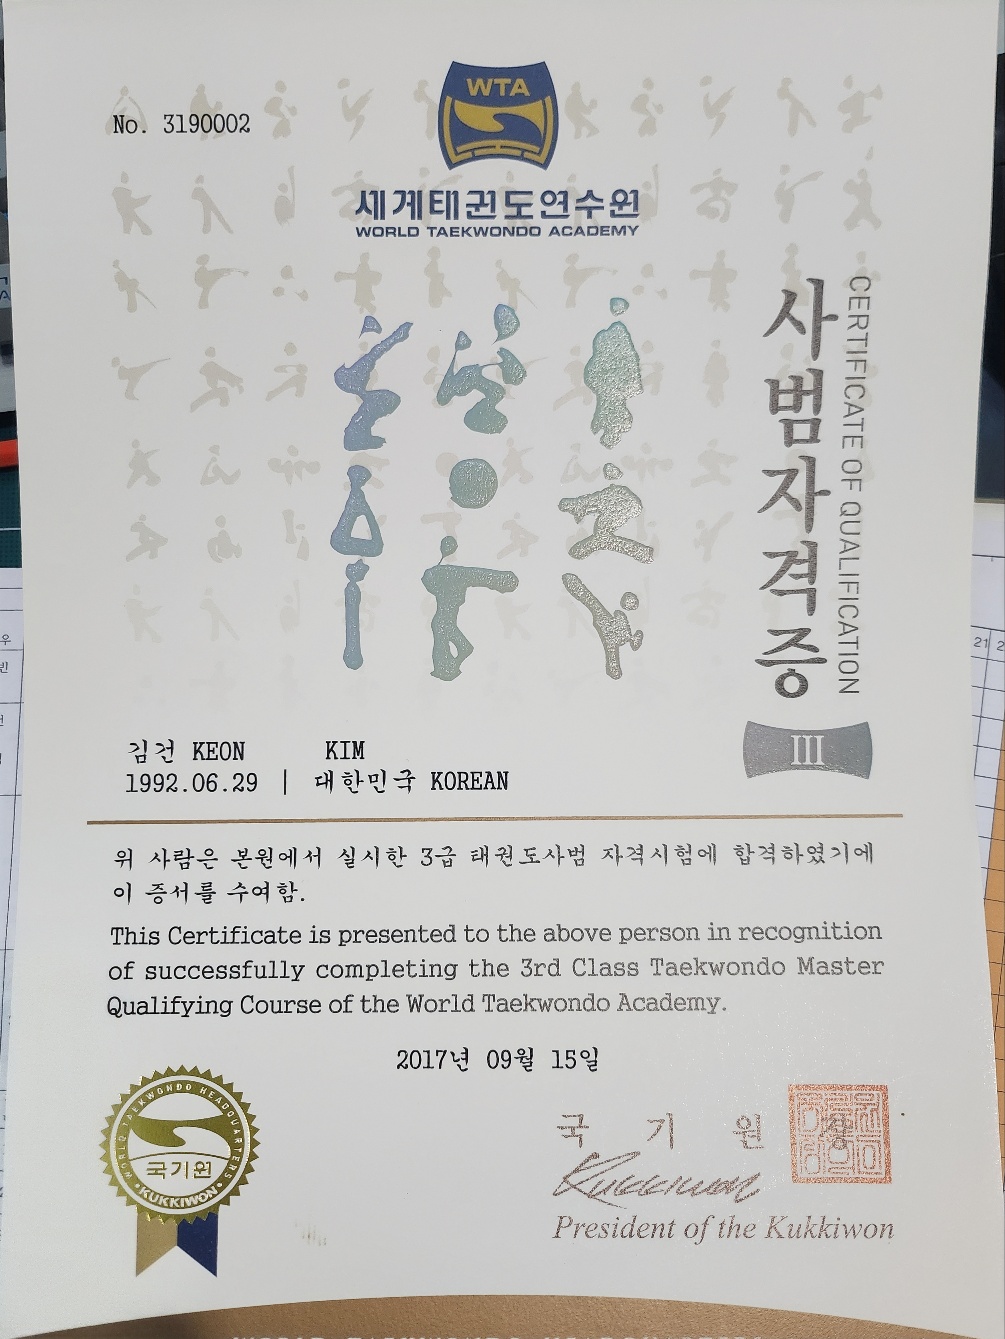 No. 3190002
WTA
세계태권도연수원
WORLD TAEKWONDO ACADEMY
사범자격증
CERTIFICATE OF QUALIFICATION
III
김건 KEON KIM
1992.06.29 | 대한민국 KOREAN
위 사람은 본원에서 실시한 3급 태권도사범 자격시험에 합격하였기에
이 증서를 수여함.
This Certificate is presented to the above person in recognition
of successfully completing the 3rd Class Taekwondo Master
Qualifying Course of the World Taekwondo Academy.
2017년 09월 15일
WORLD TAEKWONDO HEADQUARTERS
국기원
KUKKIWON
국 기 원 장
Kukkiwon
President of the Kukkiwon